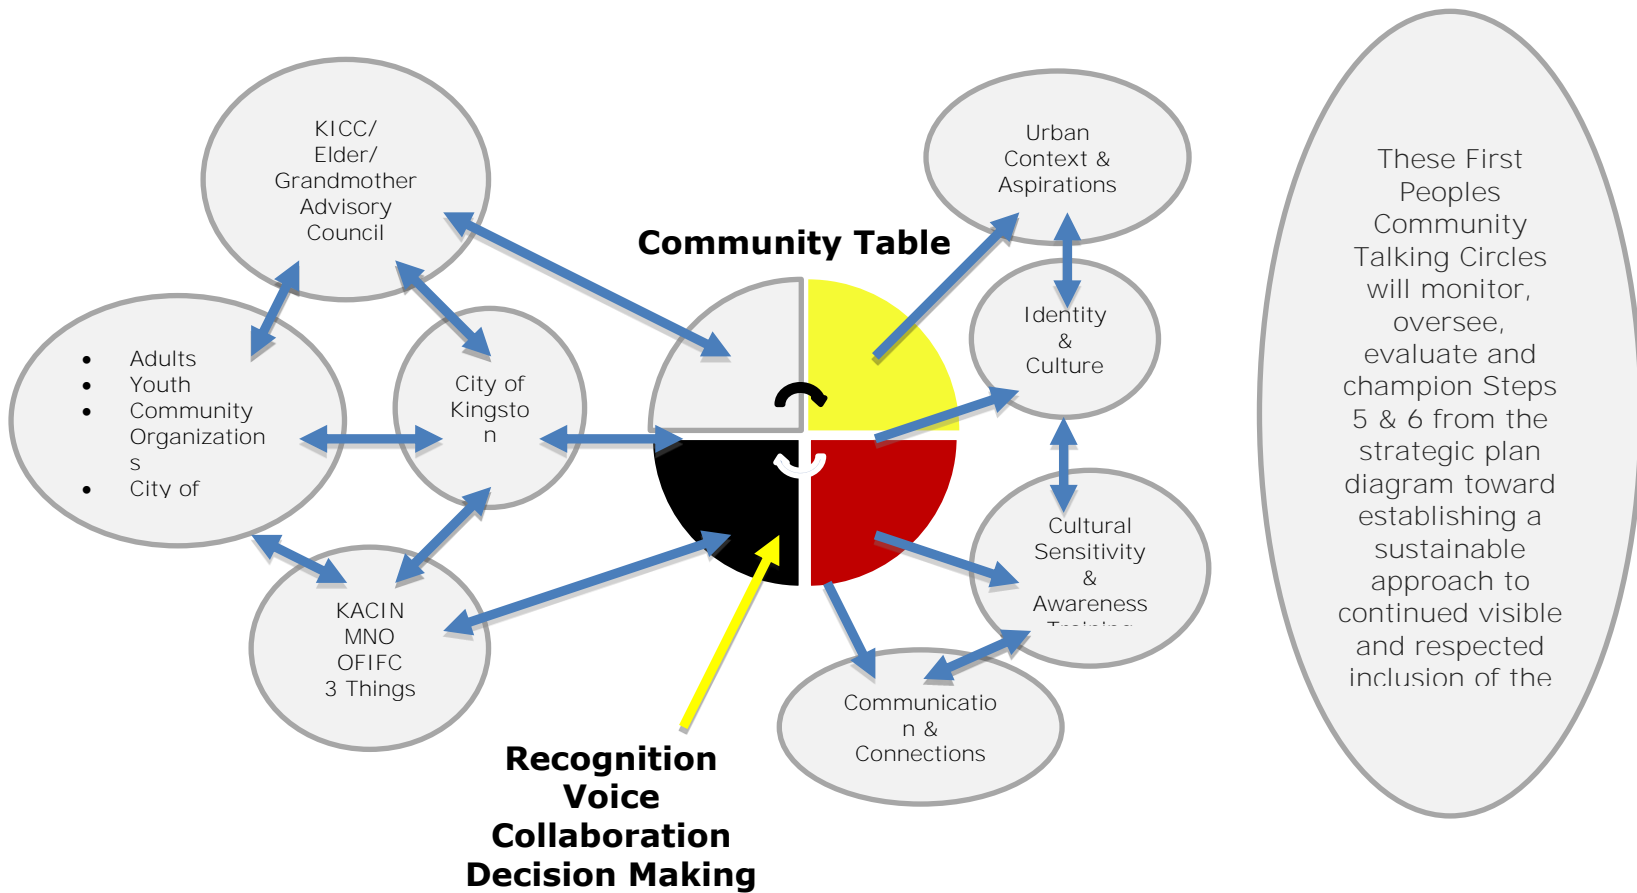 KICC/
Elder/
Grandmother
Advisory
Council
Urban
Context &
Aspirations
Community Table
Identity
&
Culture
• Adults
• Youth
• Community
Organization
s
• City of
City of
Kingsto
n
Cultural
Sensitivity
&
Awareness
Training
KACIN
MNO
OFIFC
3 Things
Communicatio
n &
Connections
Recognition
Voice
Collaboration
Decision Making
These First
Peoples
Community
Talking Circles
will monitor,
oversee,
evaluate and
champion Steps
5 & 6 from the
strategic plan
diagram toward
establishing a
sustainable
approach to
continued visible
and respected
inclusion of the